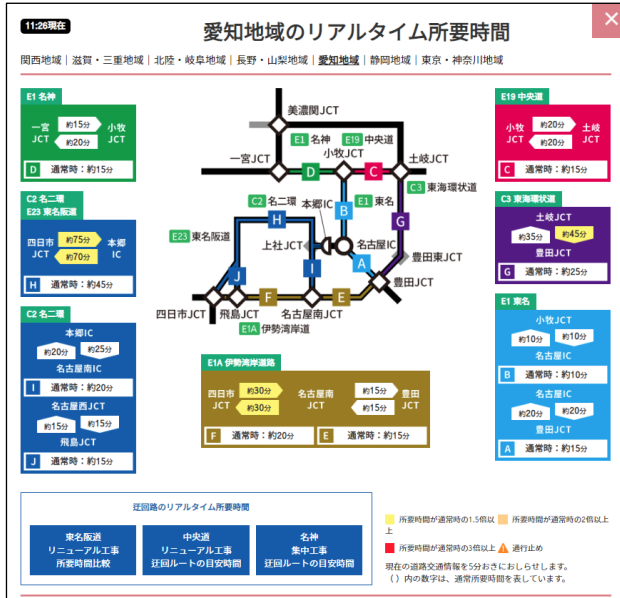 11:26現在
愛知地域のリアルタイム所要時間
×
関西地域｜滋賀・三重地域｜北陸・岐阜地域｜長野・山梨地域｜愛知地域｜静岡地域｜東京・神奈川地域
E1 名神
一宮JCT 約15分 約20分 小牧JCT
D 通常時：約15分
C2 名二環
E23 東名阪道
四日市JCT 約75分 約70分 本郷IC
H 通常時：約45分
C2 名二環
本郷IC
約20分 約25分
名古屋南IC
I 通常時：約20分
名古屋西JCT
約15分 約15分
飛島JCT
J 通常時：約15分
美濃関JCT
E1 名神 E19 中央道
一宮JCT 小牧JCT
土岐JCT
D C
C3 東海環状道
C2 名二環 本郷IC B E1 東名
H G
E23 東名阪道 上社JCT 名古屋IC
豊田東JCT
J I A
豊田JCT
F E
四日市JCT 飛島JCT 名古屋南JCT
E1A 伊勢湾岸道
E1A 伊勢湾岸道路
四日市JCT 約30分 約30分 名古屋南JCT 約15分 約15分 豊田JCT
F 通常時：約20分 E 通常時：約15分
E19 中央道
小牧JCT 約20分 約20分 土岐JCT
C 通常時：約15分
C3 東海環状道
土岐JCT
約35分 約45分
豊田JCT
G 通常時：約25分
E1 東名
小牧JCT
約10分 約10分
名古屋IC
B 通常時：約10分
名古屋IC
約20分 約20分
豊田JCT
A 通常時：約15分
迂回路のリアルタイム所要時間
東名阪道
リニューアル工事
所要時間比較
中央道
リニューアル工事
迂回ルートの目安時間
名神
集中工事
迂回ルートの目安時間
所要時間が通常時の1.5倍以上 所要時間が通常時の2倍以上
所要時間が通常時の3倍以上 通行止め
現在の道路交通情報を5分おきにおしらせします。
（ ）内の数字は、通常所要時間を表しています。